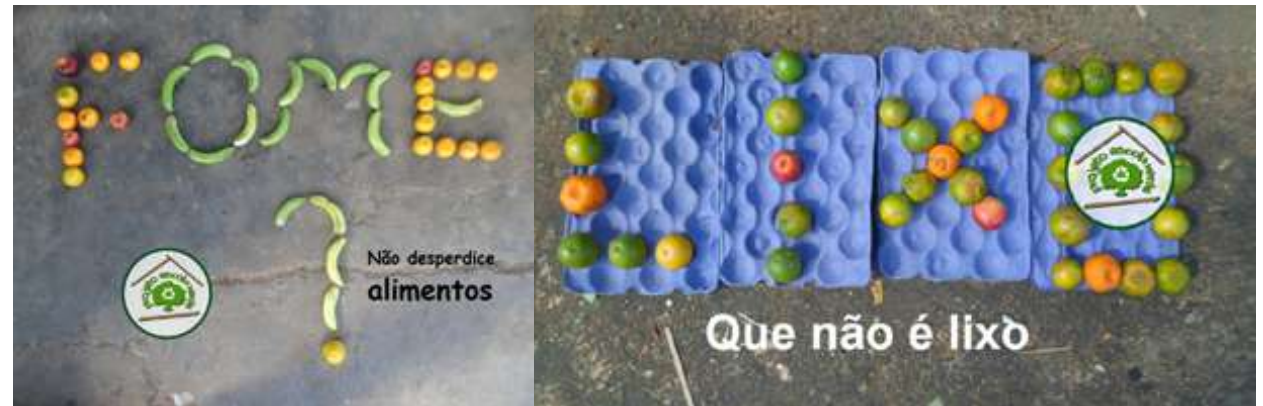 FOME
?
Não desperdice
alimentos
LIXO
Que não é lixo